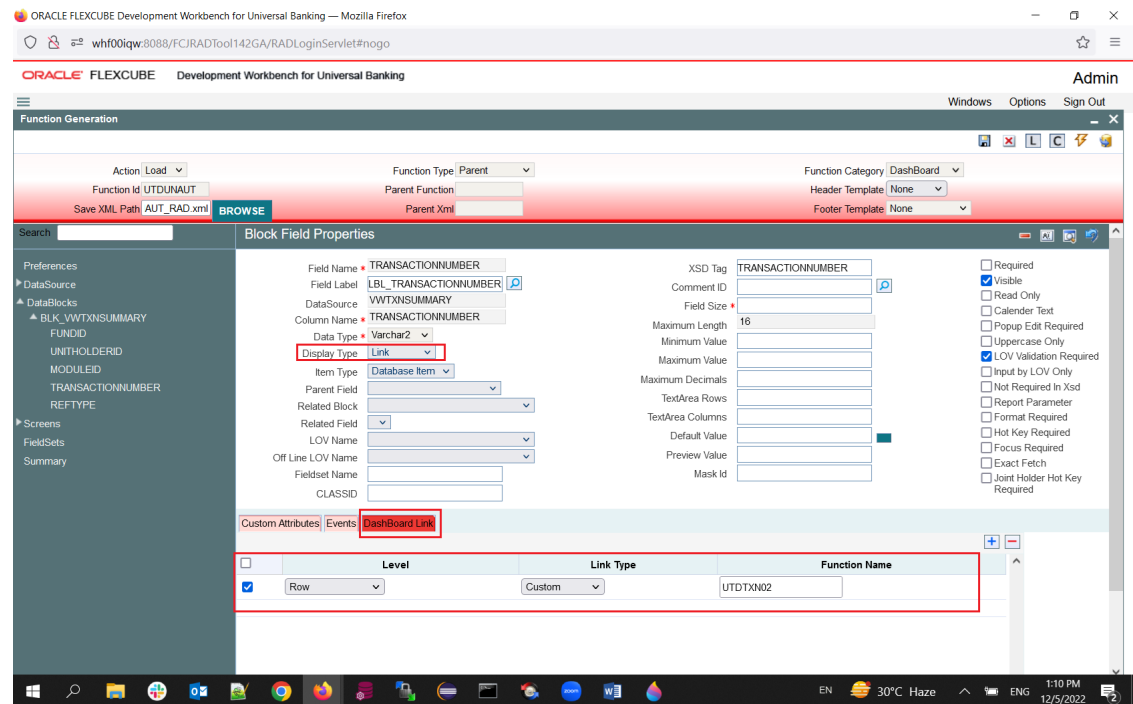 ORACLE FLEXCUBE Development Workbench for Universal Banking — Mozilla Firefox
whf00iqw:8088/FCJRADTool142GA/RADLoginServlet#nogo
ORACLE FLEXCUBE Development Workbench for Universal Banking
Admin
Windows Options Sign Out
Function Generation
L C
Action Load Function Type Parent Function Category DashBoard
Function Id UTDUNAUT Parent Function Header Template None
Save XML Path AUT_RAD.xml BROWSE Parent Xml Footer Template None
Search
Block Field Properties
Preferences
DataSource
DataBlocks
BLK_VWTXNSUMMARY
FUNDID
UNITHOLDERID
MODULEID
TRANSACTIONNUMBER
REFTYPE
Screens
FieldSets
Summary
Field Name * TRANSACTIONNUMBER
Field Label LBL_TRANSACTIONNUMBER
DataSource VWTXNSUMMARY
Column Name * TRANSACTIONNUMBER
Data Type * Varchar2
Display Type Link
Item Type Database Item
Parent Field
Related Block
Related Field
LOV Name
Off Line LOV Name
Fieldset Name
CLASSID
XSD Tag TRANSACTIONNUMBER
Comment ID
Field Size *
Maximum Length 16
Minimum Value
Maximum Value
Maximum Decimals
TextArea Rows
TextArea Columns
Default Value
Preview Value
Mask Id
Required
Visible
Read Only
Calender Text
Popup Edit Required
Uppercase Only
LOV Validation Required
Input by LOV Only
Not Required In Xsd
Report Parameter
Format Required
Hot Key Required
Focus Required
Exact Fetch
Joint Holder Hot Key
Required
Custom Attributes Events DashBoard Link
Level Link Type Function Name
Row Custom UTDTXN02
EN 30°C Haze ENG 1:10 PM
12/5/2022